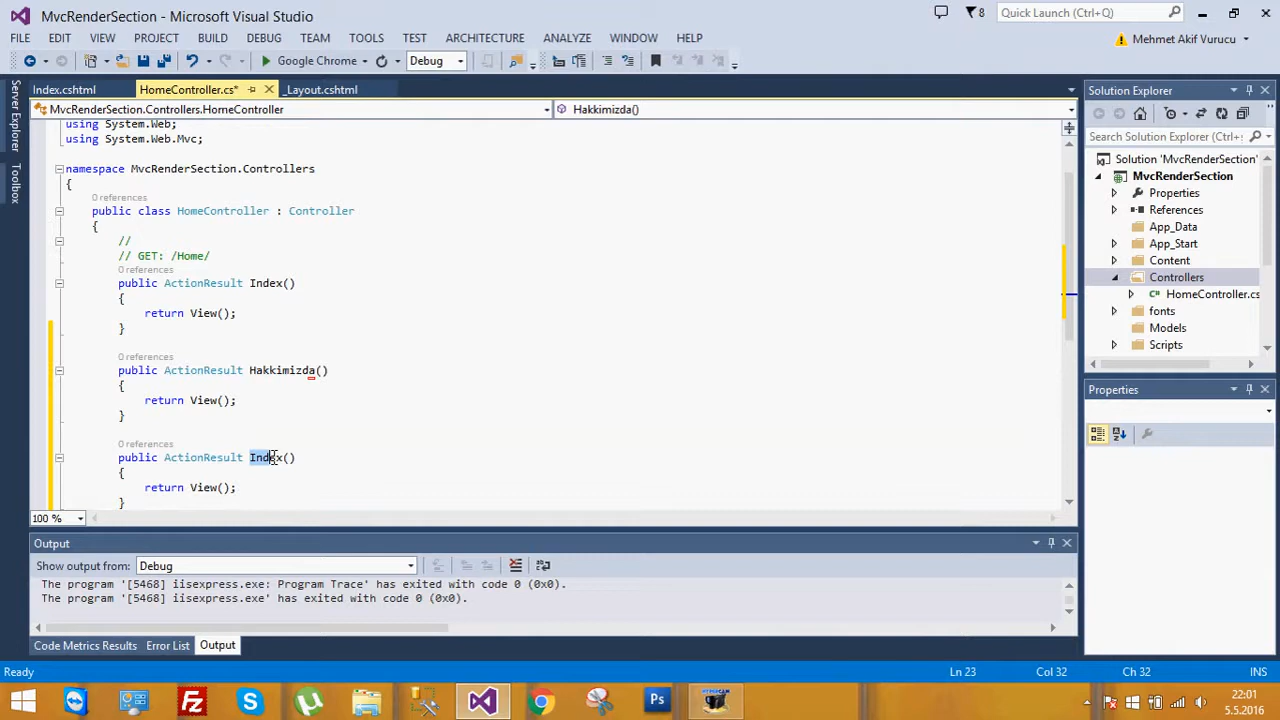 MvcRenderSection - Microsoft Visual Studio
8
Quick Launch (Ctrl+Q)
FILE EDIT VIEW PROJECT BUILD DEBUG TEAM TOOLS TEST ARCHITECTURE ANALYZE WINDOW HELP
Mehmet Akif Vurucu
Google Chrome
Debug
Server Explorer
Toolbox
Index.cshtml
HomeController.cs*
_Layout.cshtml
MvcRenderSection.Controllers.HomeController
Hakkimizda()
using System.Web;
using System.Web.Mvc;
namespace MvcRenderSection.Controllers
{
0 references
public class HomeController : Controller
{
//
// GET: /Home/
0 references
public ActionResult Index()
{
return View();
}
0 references
public ActionResult Hakkimizda()
{
return View();
}
0 references
public ActionResult Index()
{
return View();
}
100 %
Solution Explorer
Search Solution Explorer (Ctrl+
Solution 'MvcRenderSection'
MvcRenderSection
Properties
References
App_Data
App_Start
Content
Controllers
HomeController.cs
fonts
Models
Scripts
Properties
Output
Show output from: Debug
The program '[5468] iisexpress.exe: Program Trace' has exited with code 0 (0x0).
The program '[5468] iisexpress.exe' has exited with code 0 (0x0).
Code Metrics Results Error List Output
Ready
Ln 23
Col 32
Ch 32
INS
22:01
5.5.2016